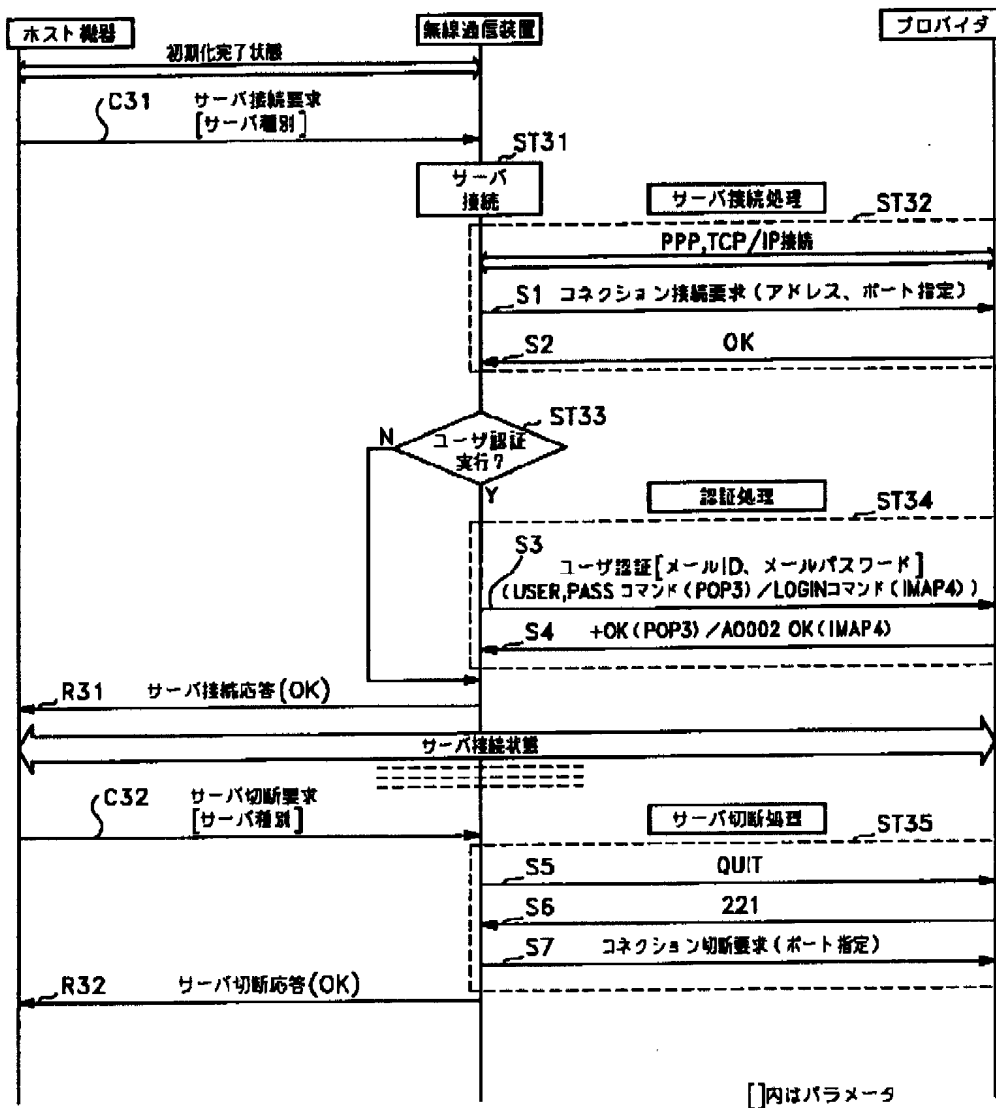 ホスト機器
無線通信装置
プロバイダ
初期化完了状態
C31
サーバ接続要求
[サーバ種別]
ST31
サーバ
接続
サーバ接続処理
ST32
PPP,TCP/IP接続
S1 コネクション接続要求(アドレス、ポート指定)
S2 OK
ST33
N
ユーザ認証
実行?
Y
認証処理
ST34
S3
ユーザ認証[メールID、メールパスワード]
(USER,PASS コマンド(POP3)/LOGINコマンド(IMAP4))
S4 +OK(POP3)/A0002 OK(IMAP4)
R31 サーバ接続応答(OK)
サーバ接続状態
C32
サーバ切断要求
[サーバ種別]
サーバ切断処理
ST35
S5 QUIT
S6 221
S7 コネクション切断要求(ポート指定)
R32 サーバ切断応答(OK)
[]内はパラメータ